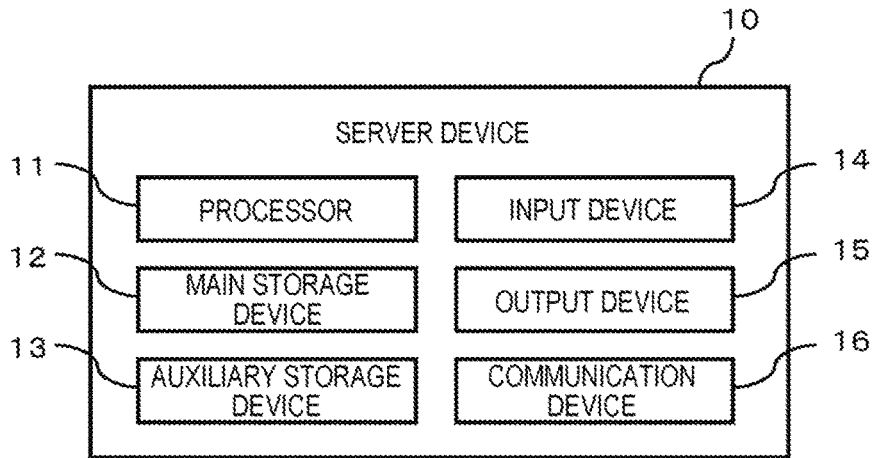 10
SERVER DEVICE
11
PROCESSOR
INPUT DEVICE
14
12
MAIN STORAGE
DEVICE
OUTPUT DEVICE
15
13
AUXILIARY STORAGE
DEVICE
COMMUNICATION
DEVICE
16